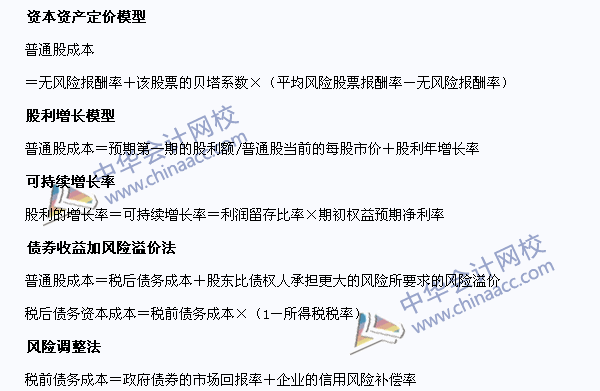 资本资产定价模型
普通股成本
＝无风险报酬率＋该股票的贝塔系数×（平均风险股票报酬率－无风险报酬率）
股利增长模型
普通股成本＝预期第一期的股利额/普通股当前的每股市价＋股利年增长率
可持续增长率
股利的增长率＝可持续增长率＝利润留存比率×期初权益预期净利率
债券收益加风险溢价法
普通股成本＝税后债务成本＋股东比债权人承担更大的风险所要求的风险溢价
税后债务资本成本＝税前债务成本×（1－所得税税率）
风险调整法
税前债务成本＝政府债券的市场回报率＋企业的信用风险补偿率
中华会计网校
www.chinaacc.com
中华会计网校
www.chinaacc.com